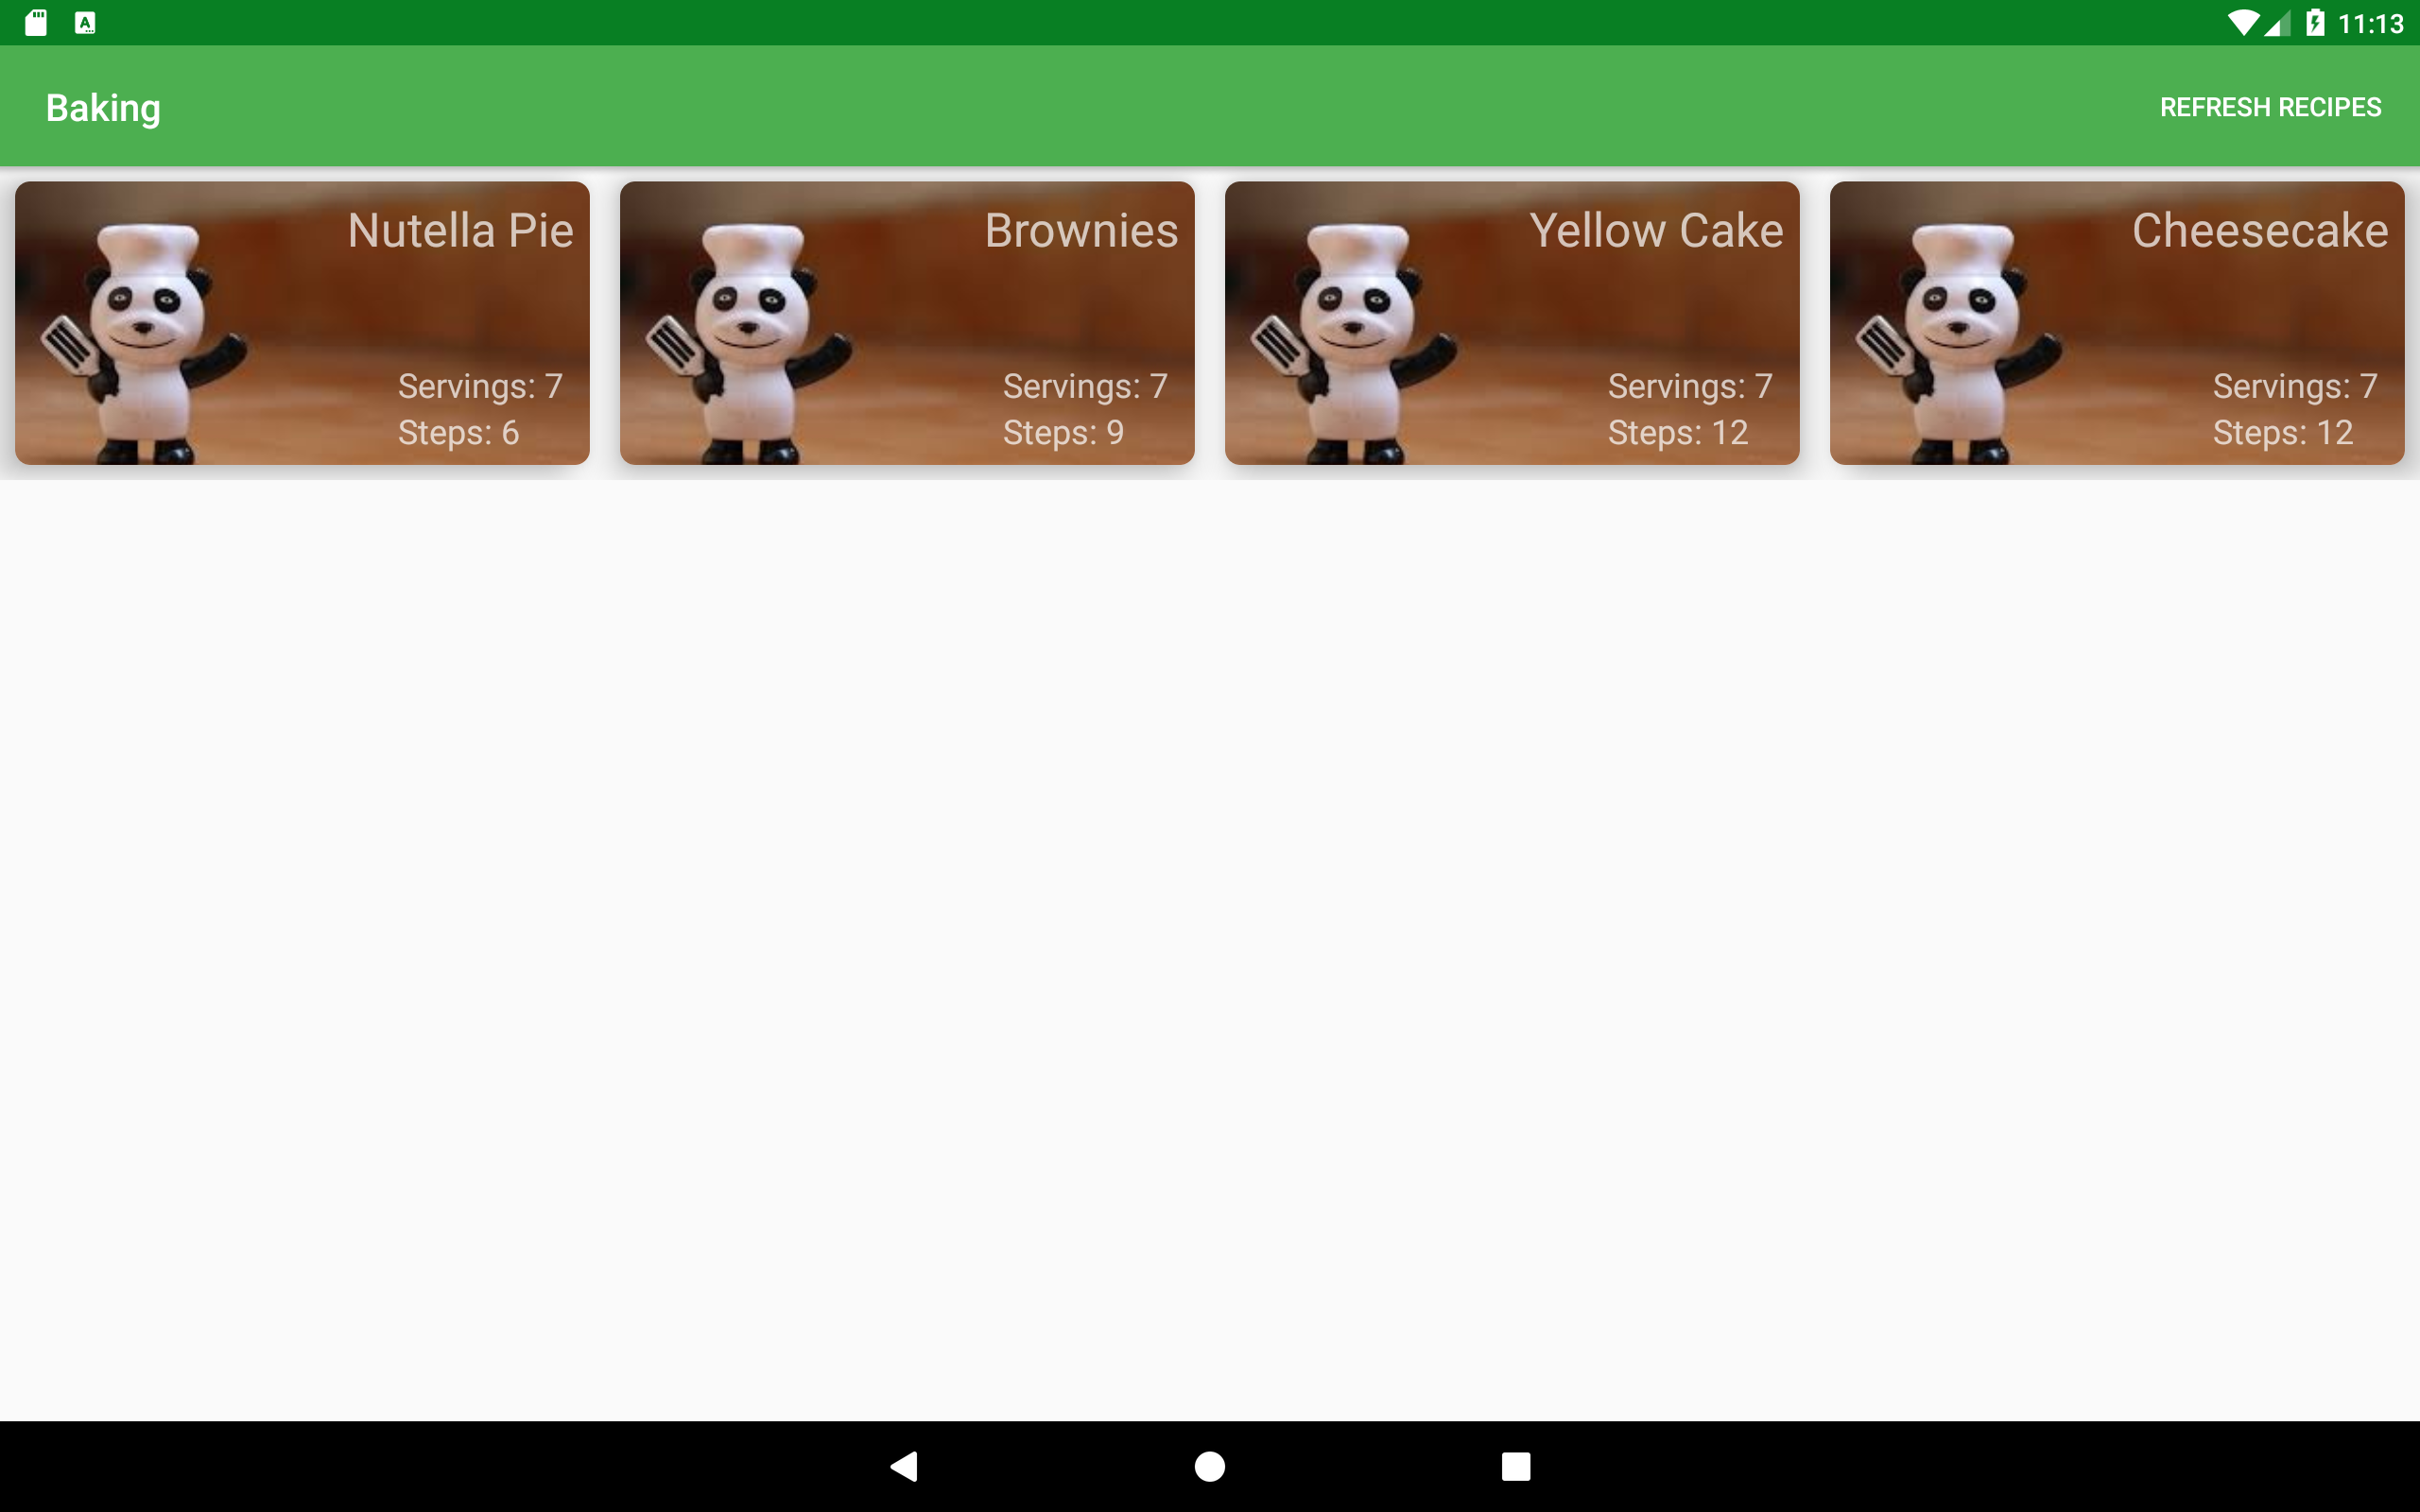 11:13
Baking
REFRESH RECIPES
Nutella Pie
Servings: 7
Steps: 6
Brownies
Servings: 7
Steps: 9
Yellow Cake
Servings: 7
Steps: 12
Cheesecake
Servings: 7
Steps: 12